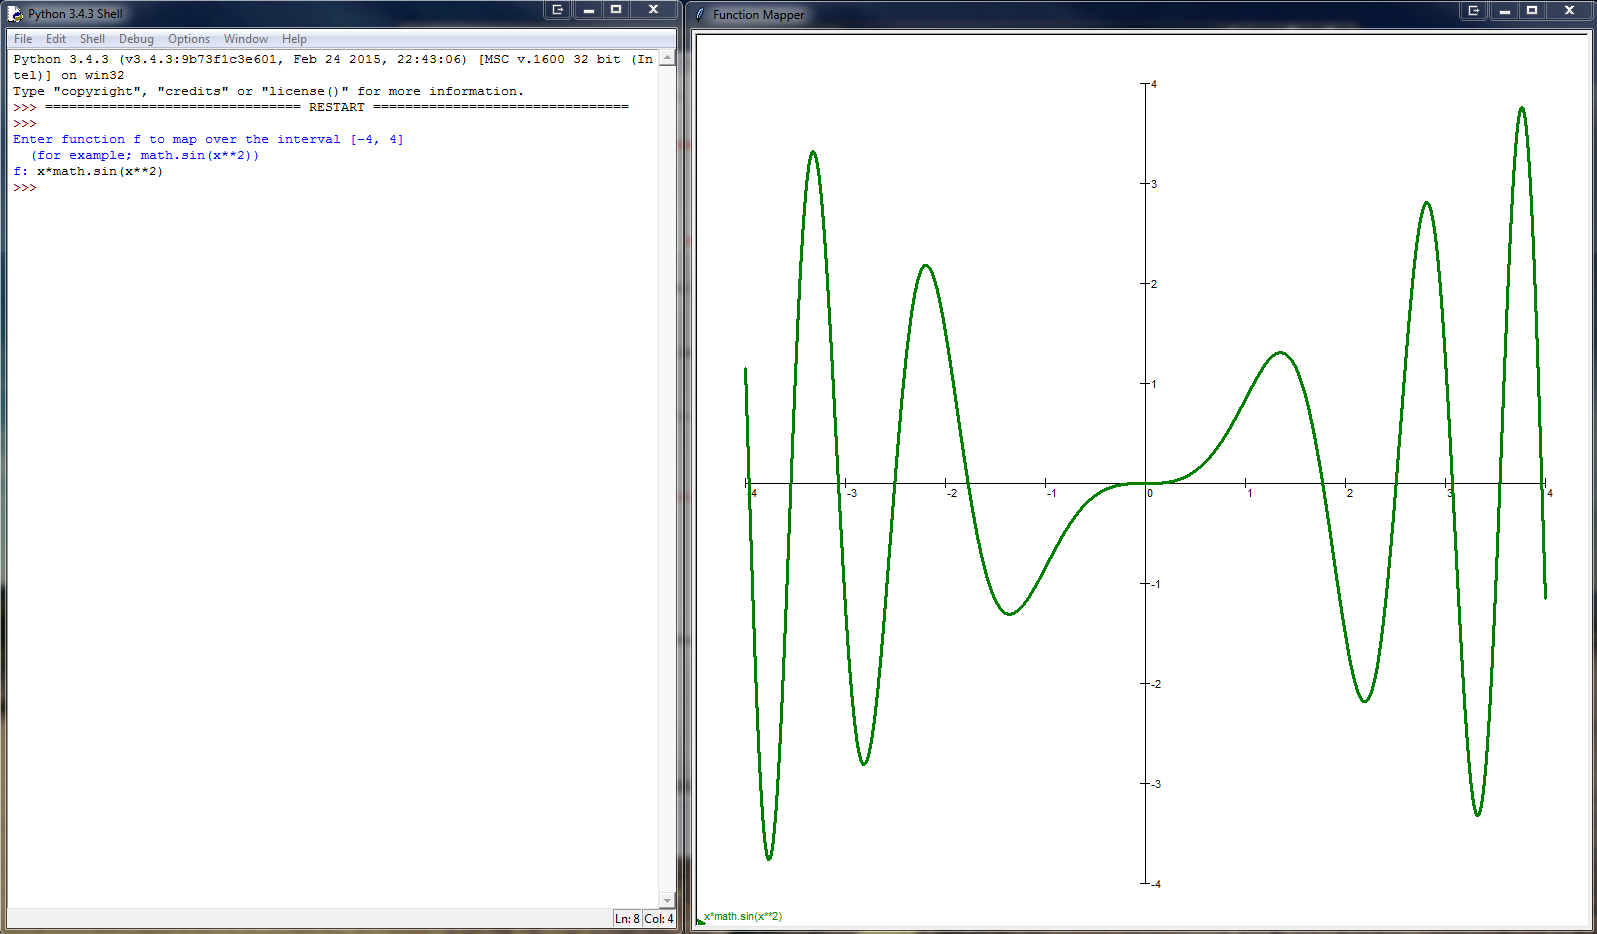 Python 3.4.3 Shell
File Edit Shell Debug Options Window Help
Python 3.4.3 (v3.4.3:9b73f1c3e601, Feb 24 2015, 22:43:06) [MSC v.1600 32 bit (In
tel)] on win32
Type "copyright", "credits" or "license()" for more information.
>>> ================================ RESTART ================================
>>>
Enter function f to map over the interval [-4, 4]
(for example; math.sin(x**2))
f: x*math.sin(x**2)
>>>
Ln: 8 Col: 4
Function Mapper
4
3
2
1
-4 -3 -2 -1 0 1 2 3 4
-1
-2
-3
-4
x*math.sin(x**2)